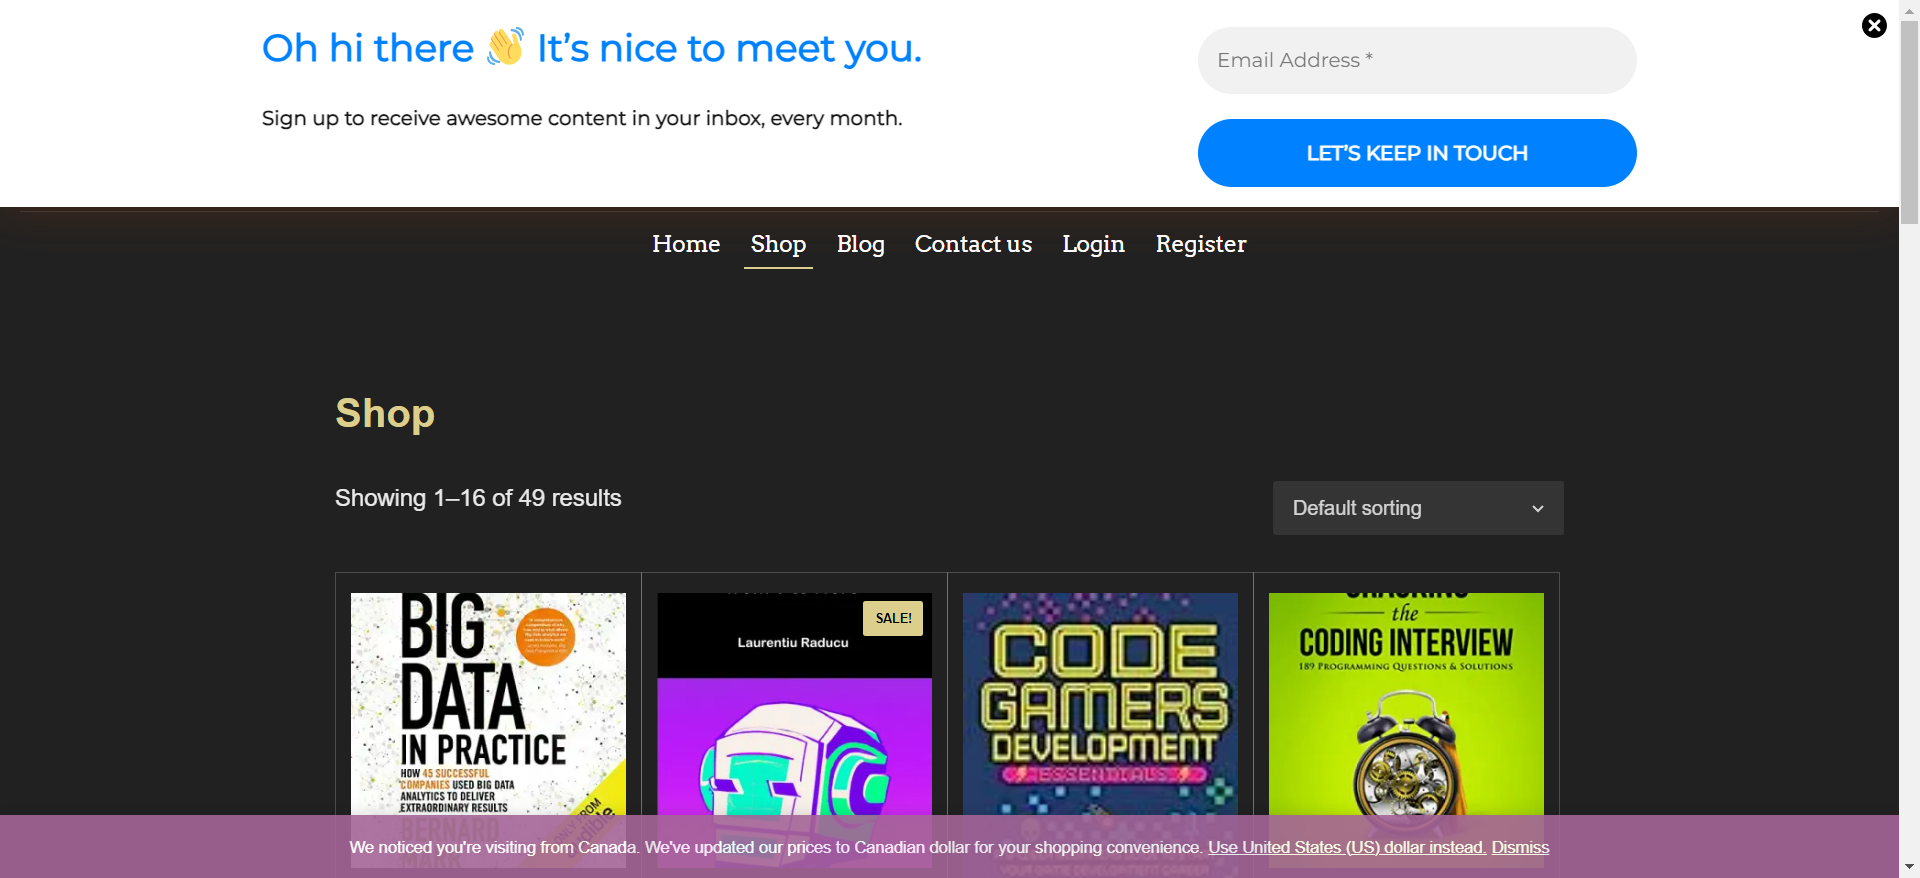 Oh hi there 👋 It's nice to meet you.
Sign up to receive awesome content in your inbox, every month.
Email Address *
LET'S KEEP IN TOUCH
Home Shop Blog Contact us Login Register
Shop
Showing 1–16 of 49 results
Default sorting
BIG
DATA
IN PRACTICE
HOW 45 SUCCESSFUL
COMPANIES USED BIG DATA
ANALYTICS TO DELIVER
EXTRAORDINARY RESULTS
BERNARD
MARR
SALE!
Laurentiu Raducu
CODE
GAMERS
DEVELOPMENT
ESSENTIALS
CRACKING
the
CODING INTERVIEW
189 PROGRAMMING QUESTIONS & SOLUTIONS
We noticed you're visiting from Canada. We've updated our prices to Canadian dollar for your shopping convenience. Use United States (US) dollar instead. Dismiss